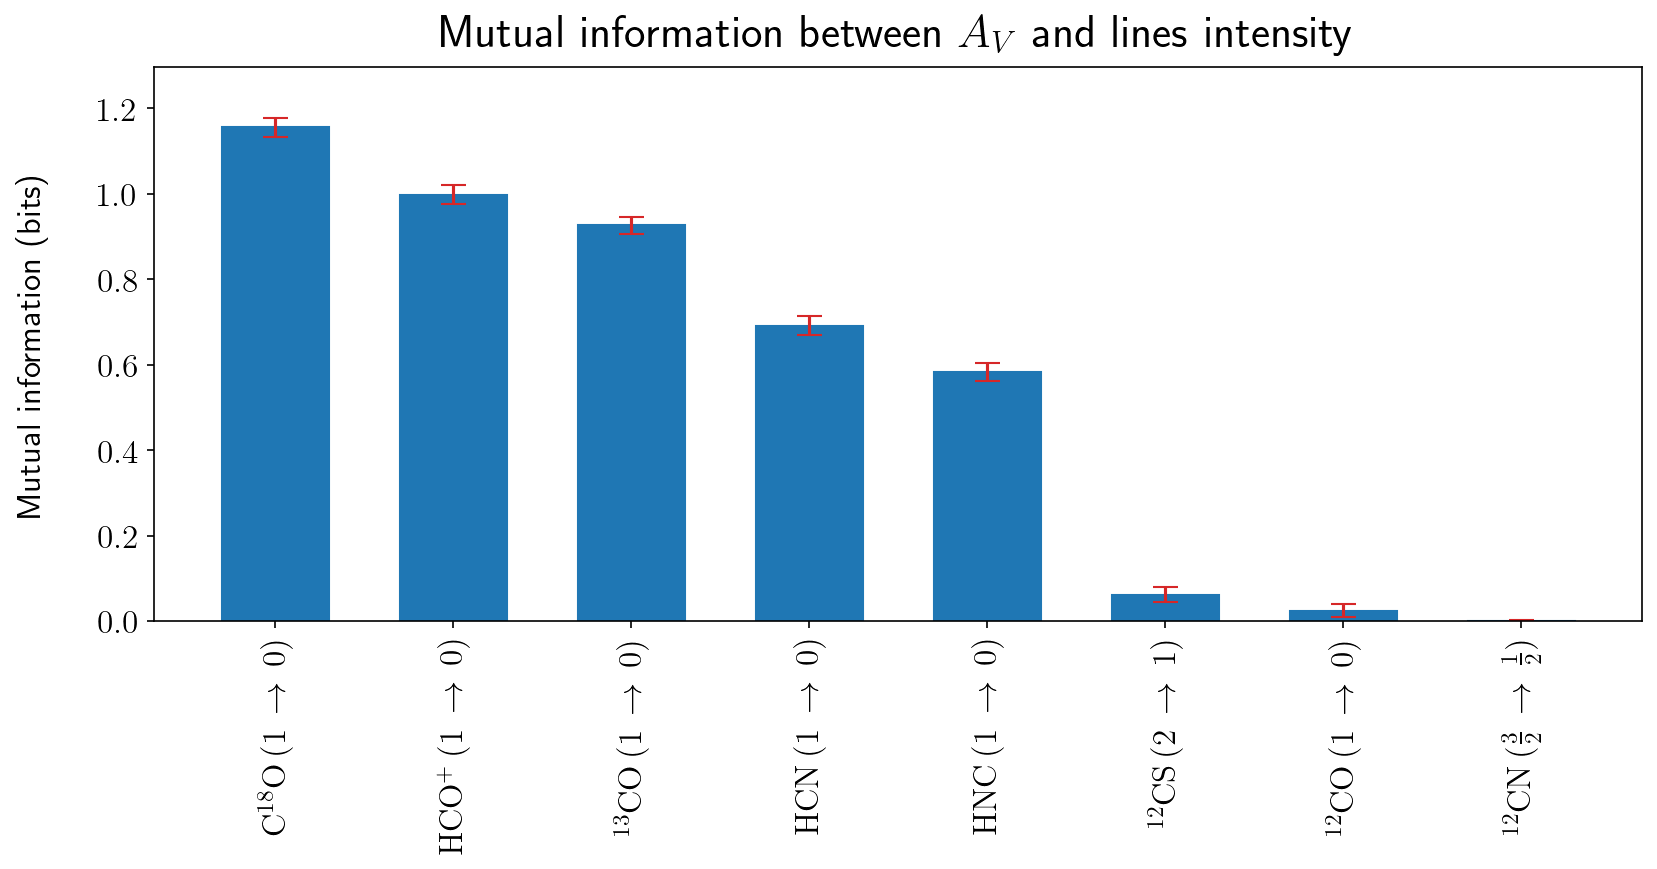 Mutual information between A_V and lines intensity
Mutual information (bits)
1.2
1.0
0.8
0.6
0.4
0.2
0.0
C¹⁸O (1 → 0)
HCO⁺ (1 → 0)
¹³CO (1 → 0)
HCN (1 → 0)
HNC (1 → 0)
¹²CS (2 → 1)
¹²CO (1 → 0)
¹²CN (3/2 → 1/2)